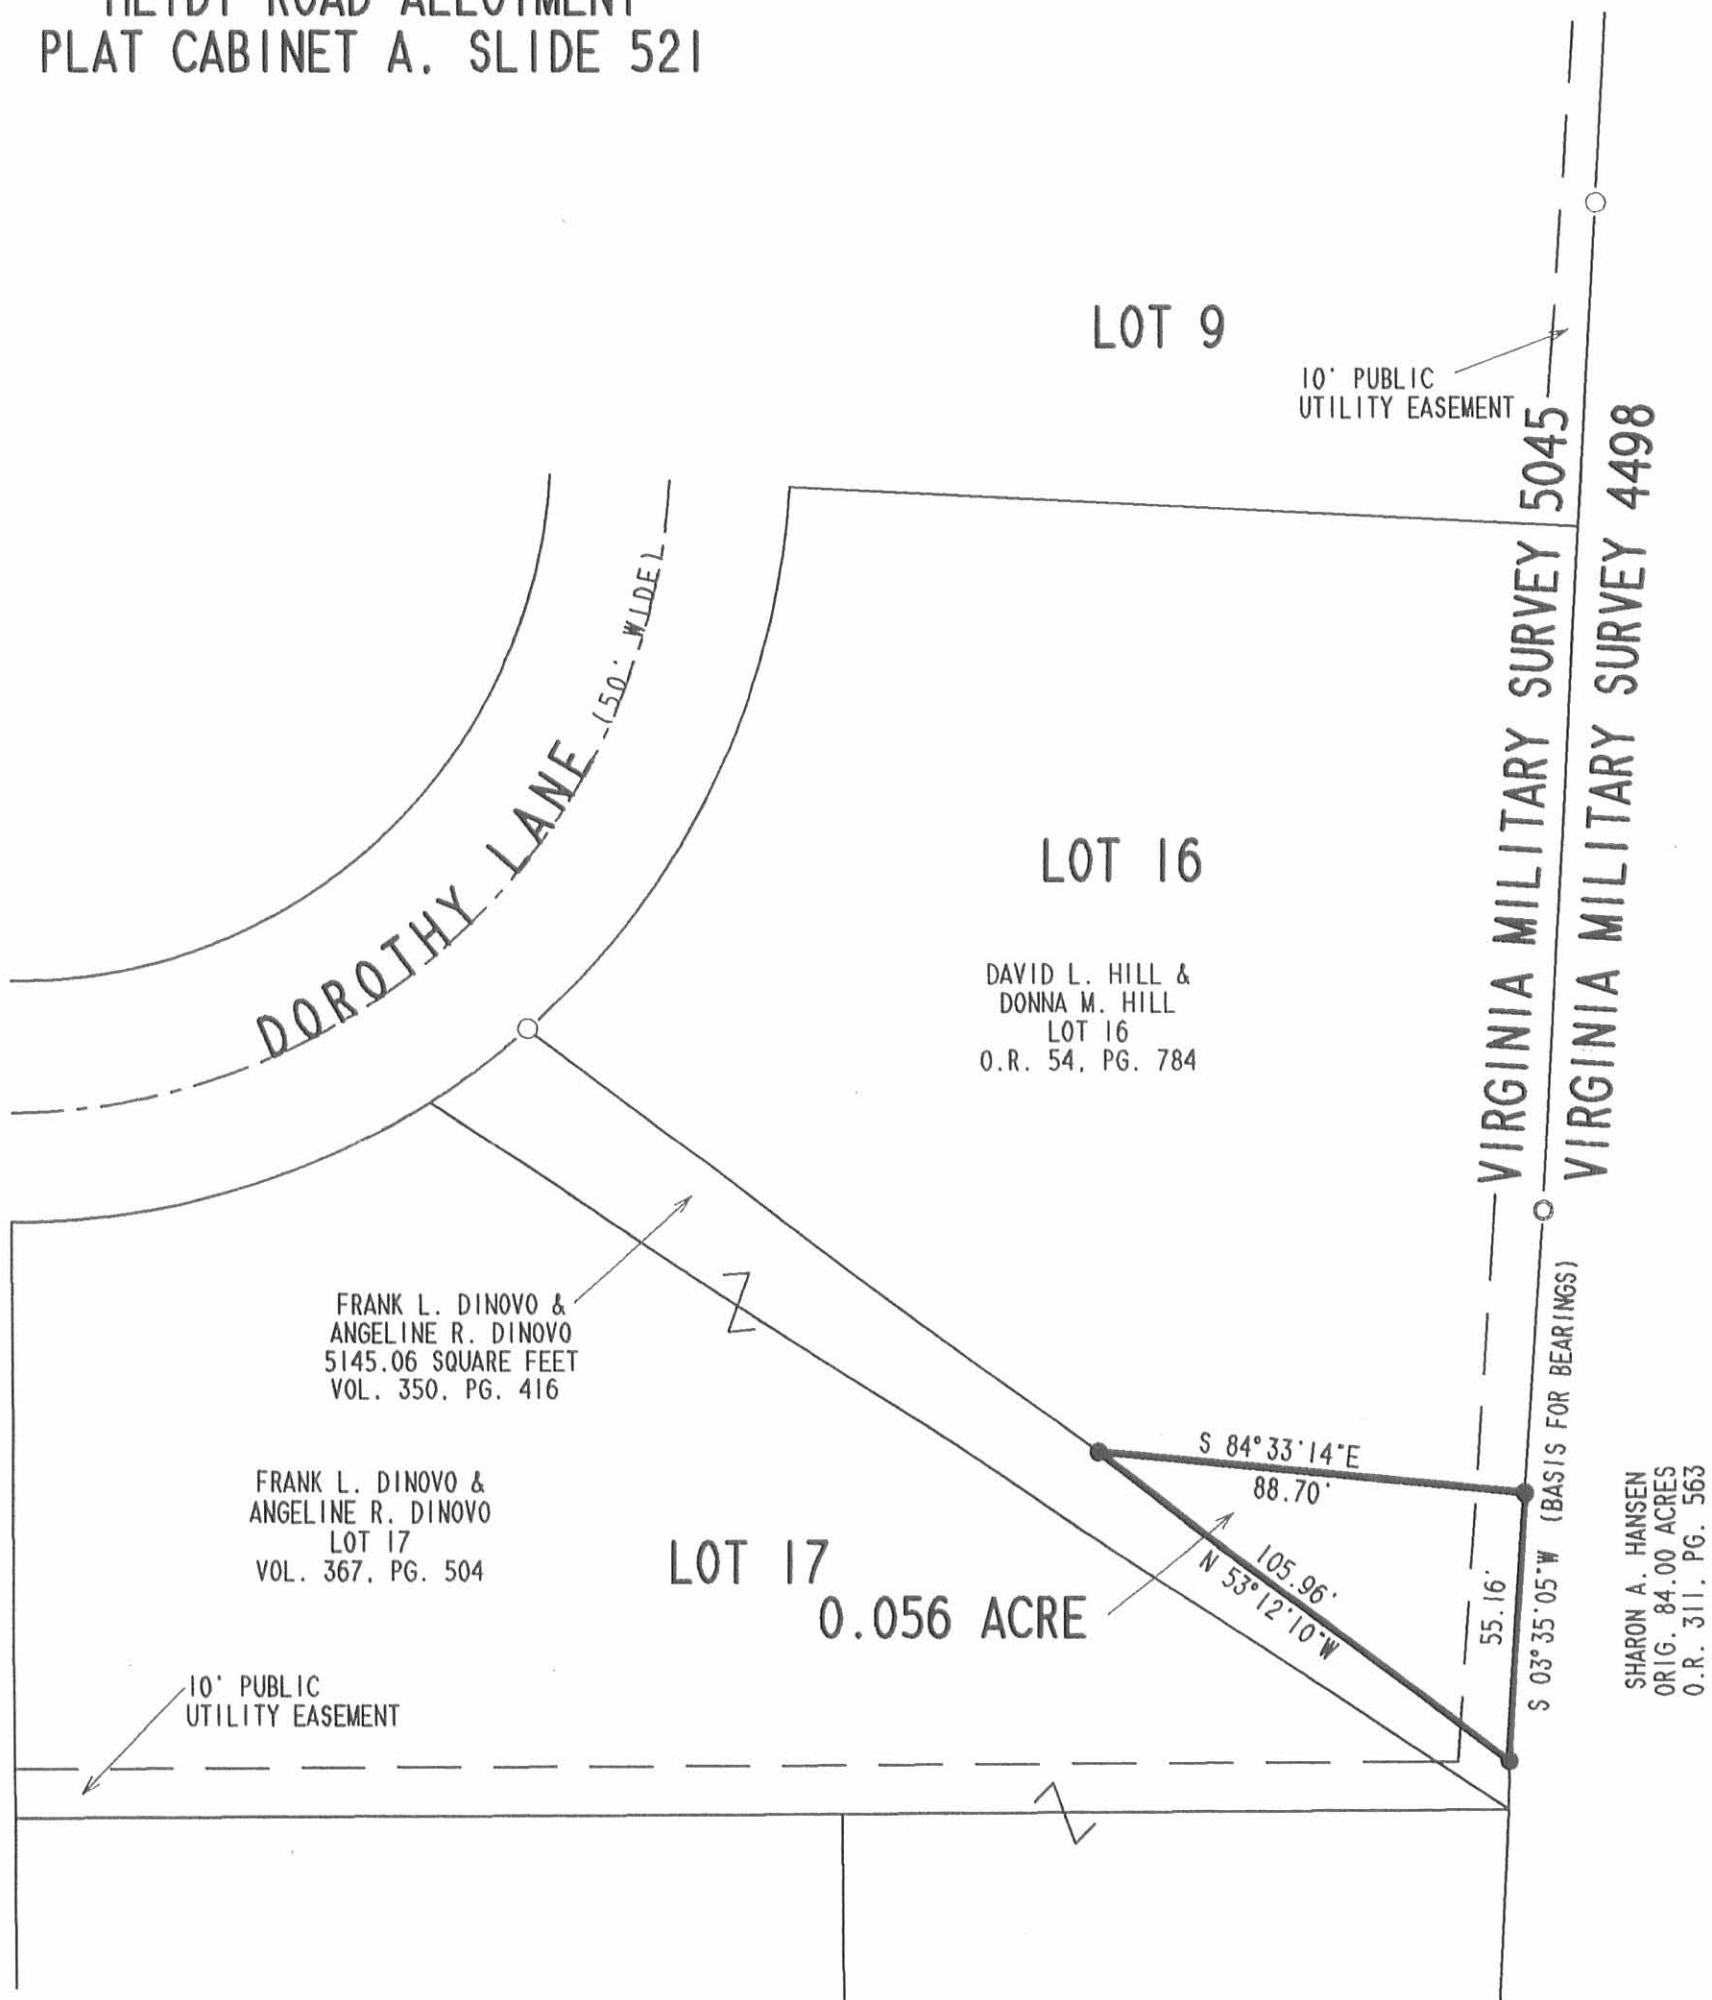 HEIDT ROAD ALLOTMENT
PLAT CABINET A, SLIDE 521
LOT 9
10' PUBLIC
UTILITY EASEMENT
VIRGINIA MILITARY SURVEY 5045
VIRGINIA MILITARY SURVEY 4498
DOROTHY LANE (50' WIDE)
LOT 16
DAVID L. HILL &
DONNA M. HILL
LOT 16
O.R. 54, PG. 784
FRANK L. DINOVO &
ANGELINE R. DINOVO
5145.06 SQUARE FEET
VOL. 350, PG. 416
FRANK L. DINOVO &
ANGELINE R. DINOVO
LOT 17
VOL. 367, PG. 504
LOT 17
0.056 ACRE
S 84°33'14"E
88.70'
105.96'
N 53°12'10"W
55.16'
S 03°35'05"W (BASIS FOR BEARINGS)
SHARON A. HANSEN
ORIG. 84.00 ACRES
O.R. 311, PG. 563
10' PUBLIC
UTILITY EASEMENT